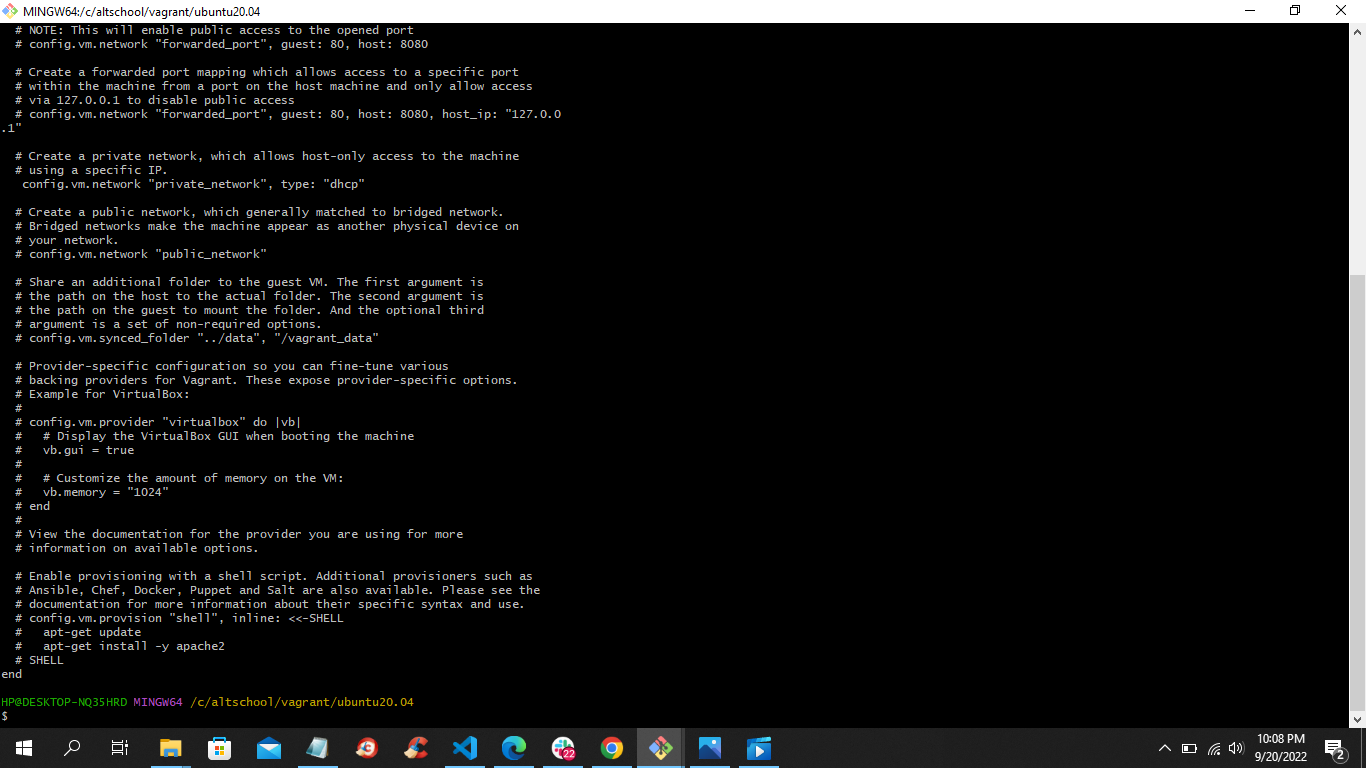 MINGW64:/c/altschool/vagrant/ubuntu20.04
  # NOTE: This will enable public access to the opened port
  # config.vm.network "forwarded_port", guest: 80, host: 8080

  # Create a forwarded port mapping which allows access to a specific port
  # within the machine from a port on the host machine and only allow access
  # via 127.0.0.1 to disable public access
  # config.vm.network "forwarded_port", guest: 80, host: 8080, host_ip: "127.0.0
.1"

  # Create a private network, which allows host-only access to the machine
  # using a specific IP.
   config.vm.network "private_network", type: "dhcp"

  # Create a public network, which generally matched to bridged network.
  # Bridged networks make the machine appear as another physical device on
  # your network.
  # config.vm.network "public_network"

  # Share an additional folder to the guest VM. The first argument is
  # the path on the host to the actual folder. The second argument is
  # the path on the guest to mount the folder. And the optional third
  # argument is a set of non-required options.
  # config.vm.synced_folder "../data", "/vagrant_data"

  # Provider-specific configuration so you can fine-tune various
  # backing providers for Vagrant. These expose provider-specific options.
  # Example for VirtualBox:
  #
  # config.vm.provider "virtualbox" do |vb|
  #   # Display the VirtualBox GUI when booting the machine
  #   vb.gui = true
  #
  #   # Customize the amount of memory on the VM:
  #   vb.memory = "1024"
  # end
  #
  # View the documentation for the provider you are using for more
  # information on available options.

  # Enable provisioning with a shell script. Additional provisioners such as
  # Ansible, Chef, Docker, Puppet and Salt are also available. Please see the
  # documentation for more information about their specific syntax and use.
  # config.vm.provision "shell", inline: <<-SHELL
  #   apt-get update
  #   apt-get install -y apache2
  # SHELL
end

HP@DESKTOP-NQ35HRD MINGW64 /c/altschool/vagrant/ubuntu20.04
$
22
10:08 PM
9/20/2022
2